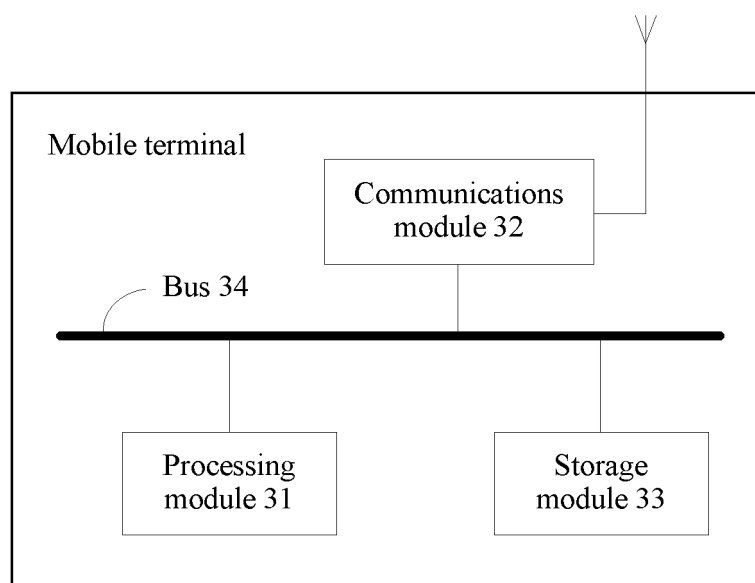 Mobile terminal
Communications
module 32
Bus 34
Processing
module 31
Storage
module 33